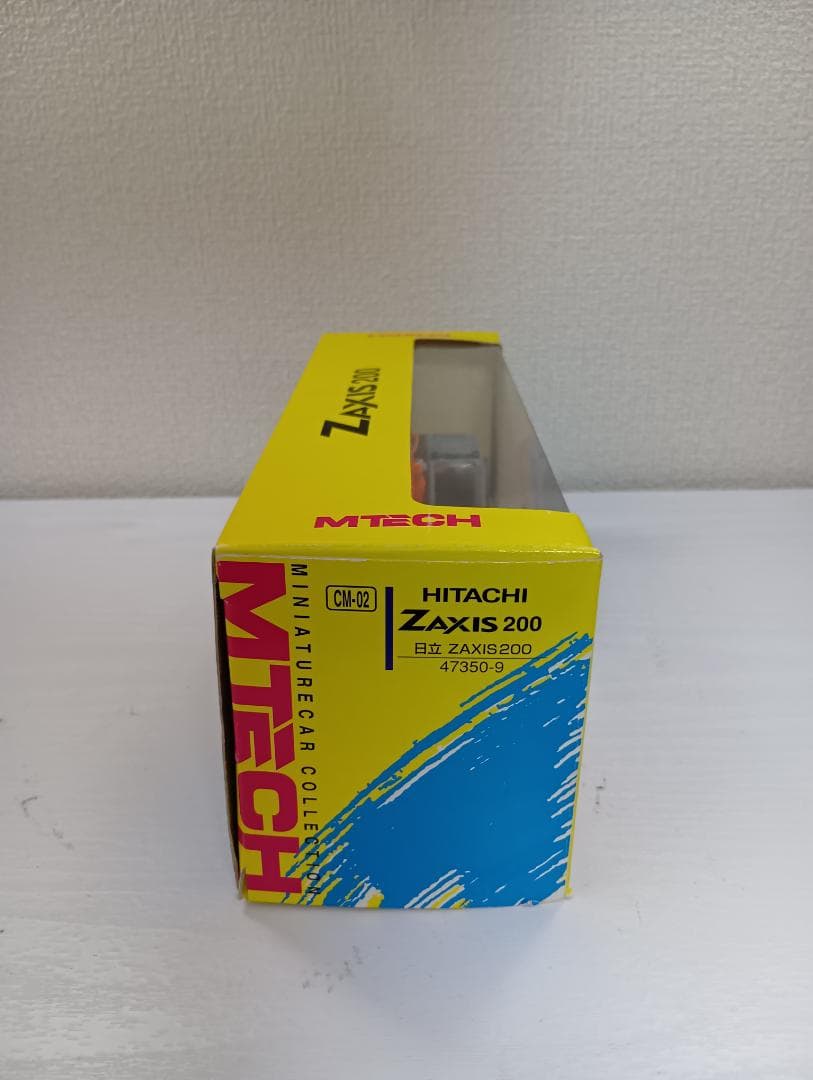 ZAXIS 200
MTECH
MTECH
MINIATURECAR COLLECTION
CM-02
HITACHI
ZAXIS 200
日立 ZAXIS200
47350-9